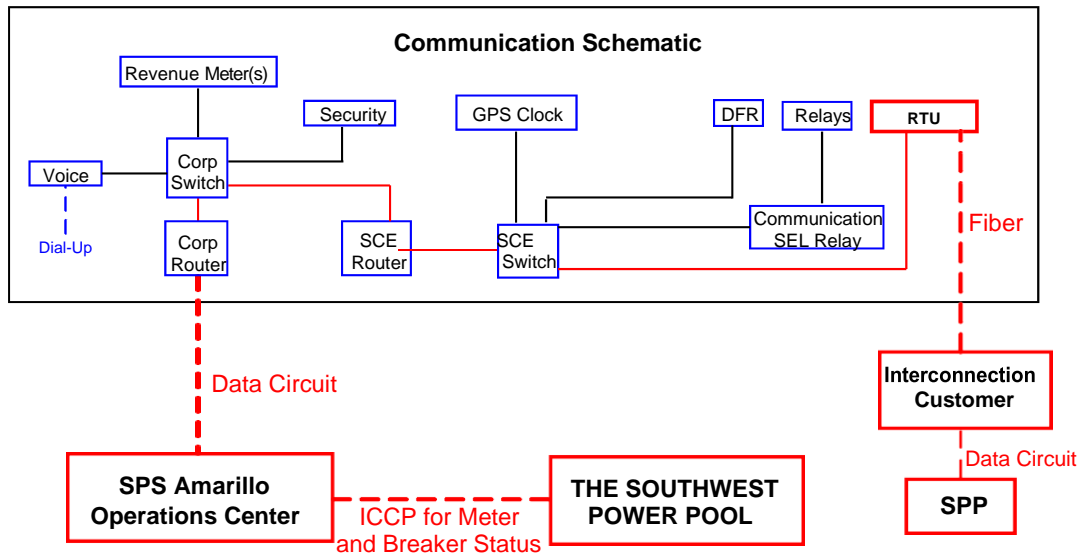 Communication Schematic
Revenue Meter(s)
Security
GPS Clock
DFR
Relays
RTU
Voice
Corp
Switch
Dial-Up
Corp
Router
SCE
Router
SCE
Switch
Communication
SEL Relay
Fiber
Data Circuit
Interconnection
Customer
Data Circuit
SPP
SPS Amarillo
Operations Center
ICCP for Meter
and Breaker Status
THE SOUTHWEST
POWER POOL